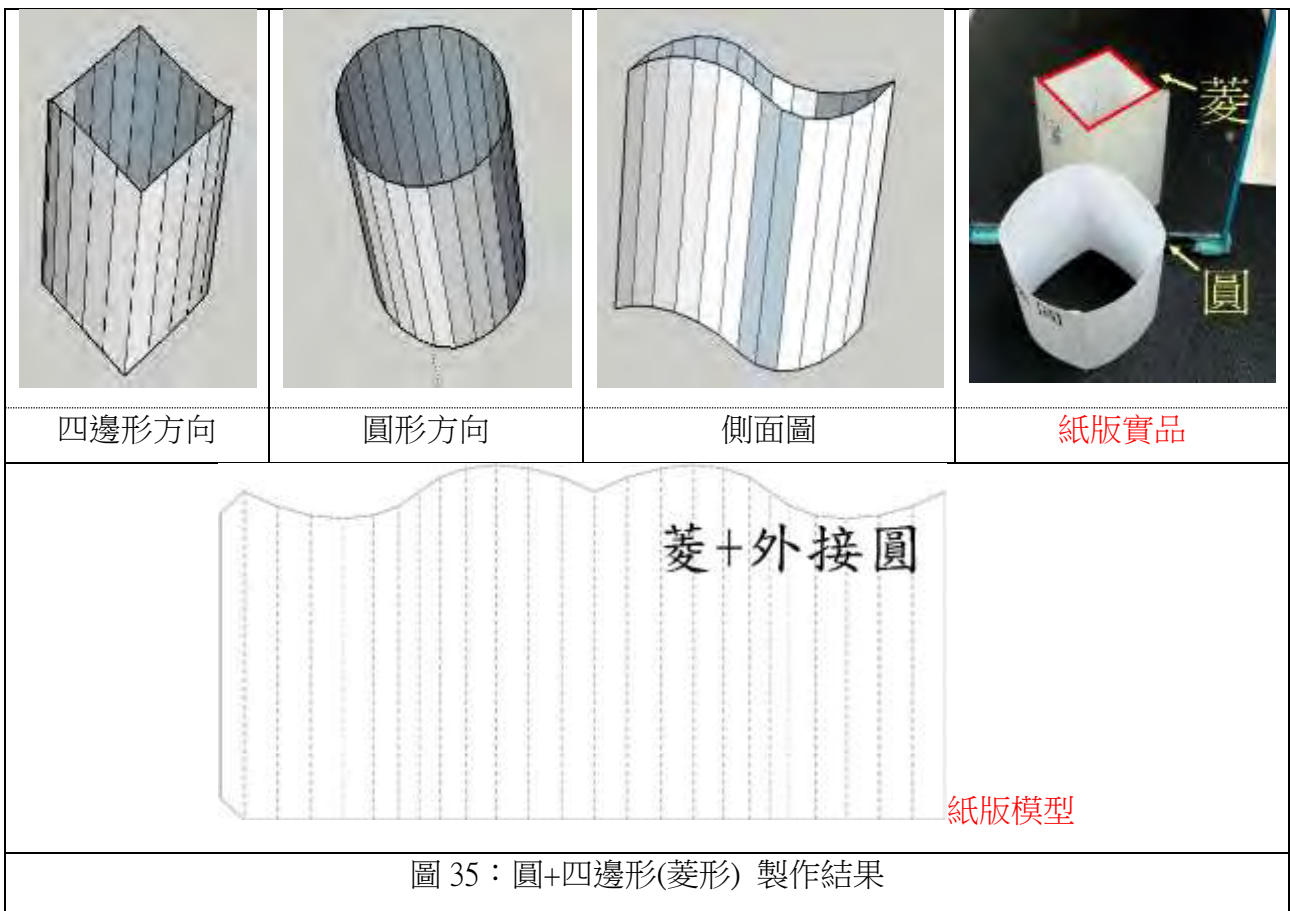 菱
圓
四邊形方向
圓形方向
側面圖
紙版實品
菱+外接圓
紙版模型
圖 35：圓+四邊形(菱形) 製作結果